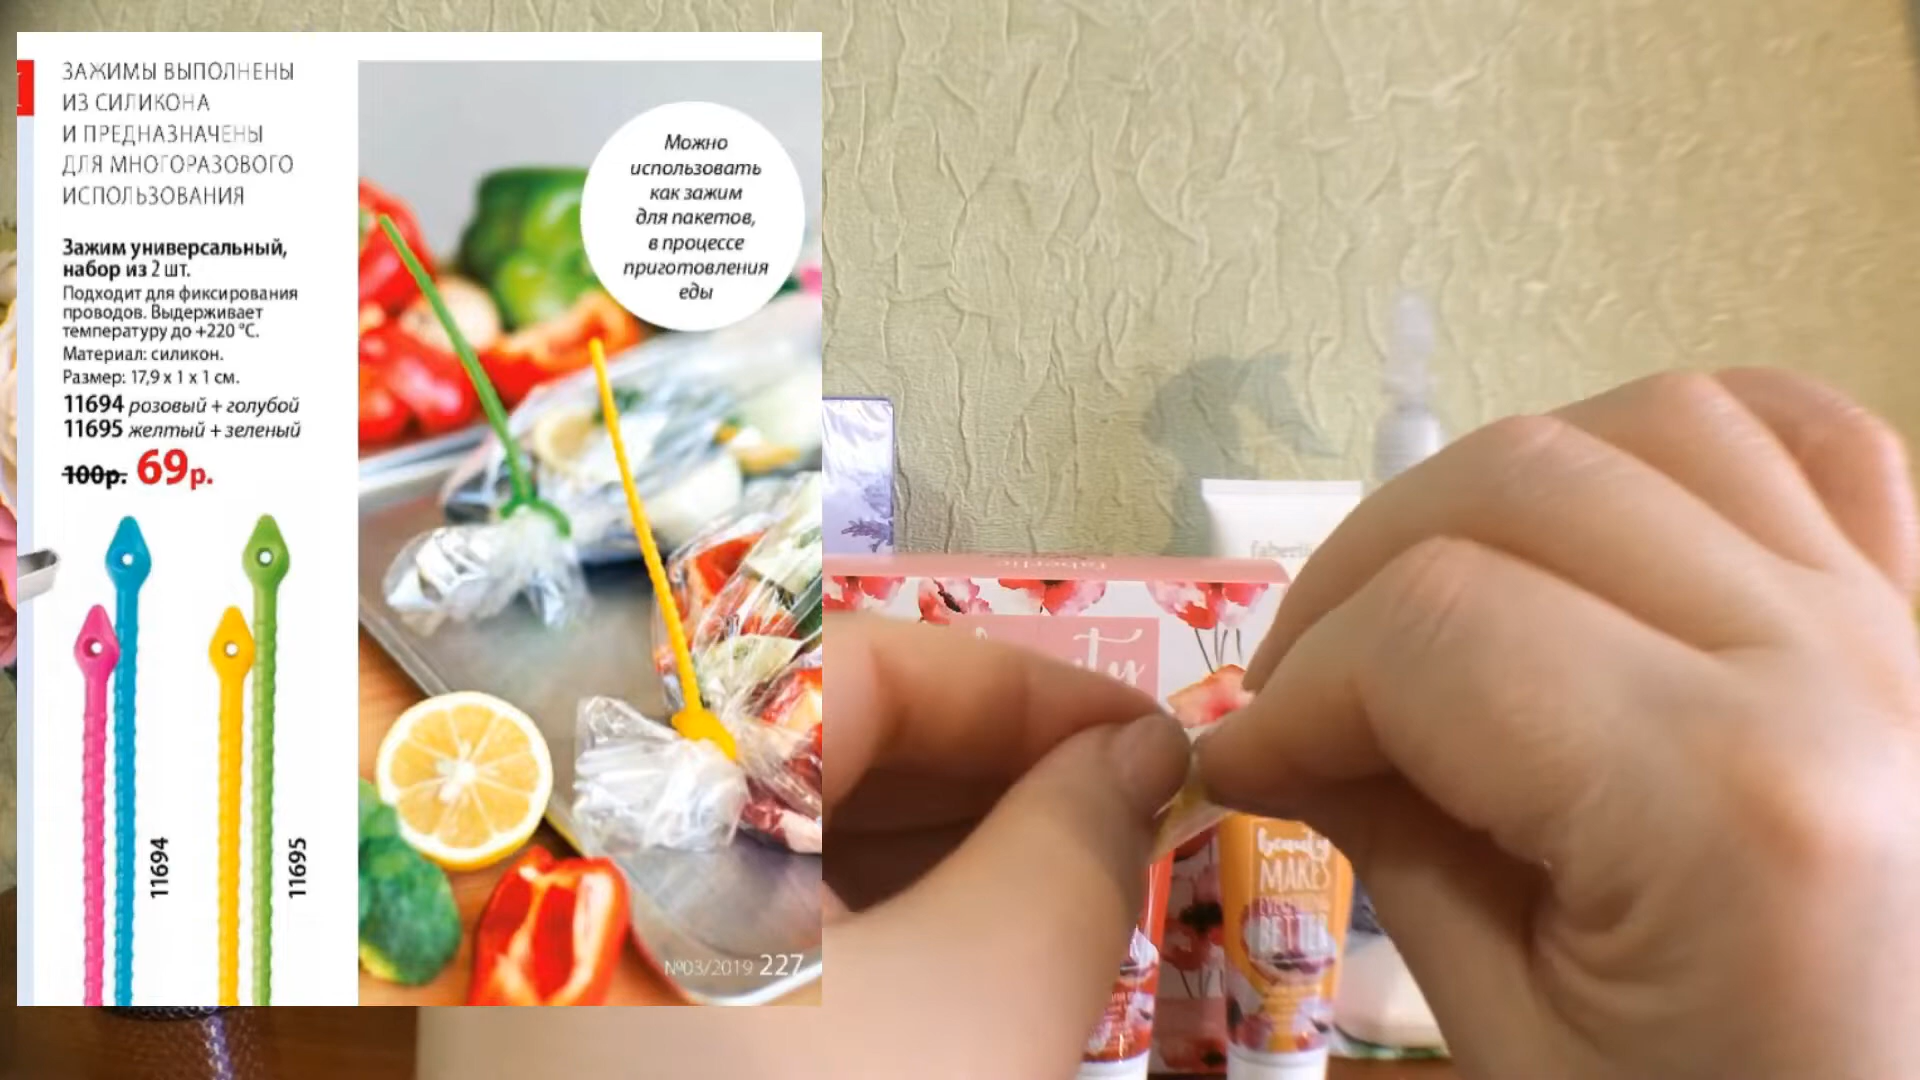 ЗАЖИМЫ ВЫПОЛНЕНЫ
ИЗ СИЛИКОНА
И ПРЕДНАЗНАЧЕНЫ
ДЛЯ МНОГОРАЗОВОГО
ИСПОЛЬЗОВАНИЯ
Зажим универсальный,
набор из 2 шт.
Подходит для фиксирования
проводов. Выдерживает
температуру до +220 °С.
Материал: силикон.
Размер: 17,9 х 1 х 1 см.
11694 розовый + голубой
11695 желтый + зеленый
100р. 69р.
11694
11695
Можно
использовать
как зажим
для пакетов,
в процессе
приготовления
еды
№03/2019 227
faberlic
beauty
MAKES
EVERYTHING
BETTER